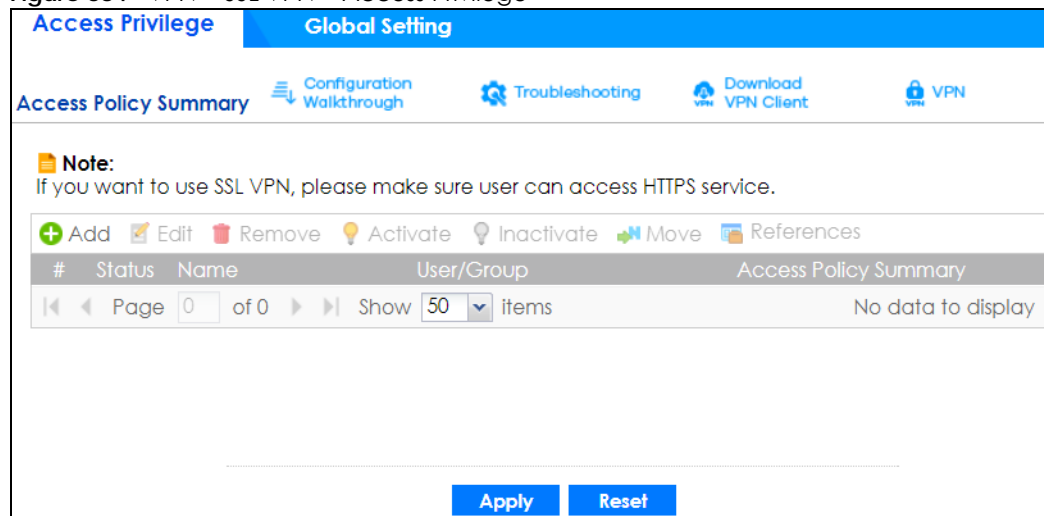 Access Privilege Global Setting
Access Policy Summary Configuration Walkthrough Troubleshooting Download VPN Client VPN
Note:
If you want to use SSL VPN, please make sure user can access HTTPS service.
Add Edit Remove Activate Inactivate Move References
# Status Name User/Group Access Policy Summary
Page 0 of 0 Show 50 items No data to display
Apply Reset